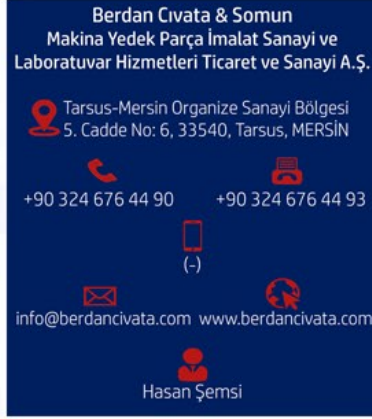 Berdan Cıvata & Somun
Makina Yedek Parça İmalat Sanayi ve
Laboratuvar Hizmetleri Ticaret ve Sanayi A.Ş.
Tarsus-Mersin Organize Sanayi Bölgesi
5. Cadde No: 6, 33540, Tarsus, MERSİN
+90 324 676 44 90 +90 324 676 44 93
(-)
info@berdancivata.com www.berdancivata.com
Hasan Şemsi